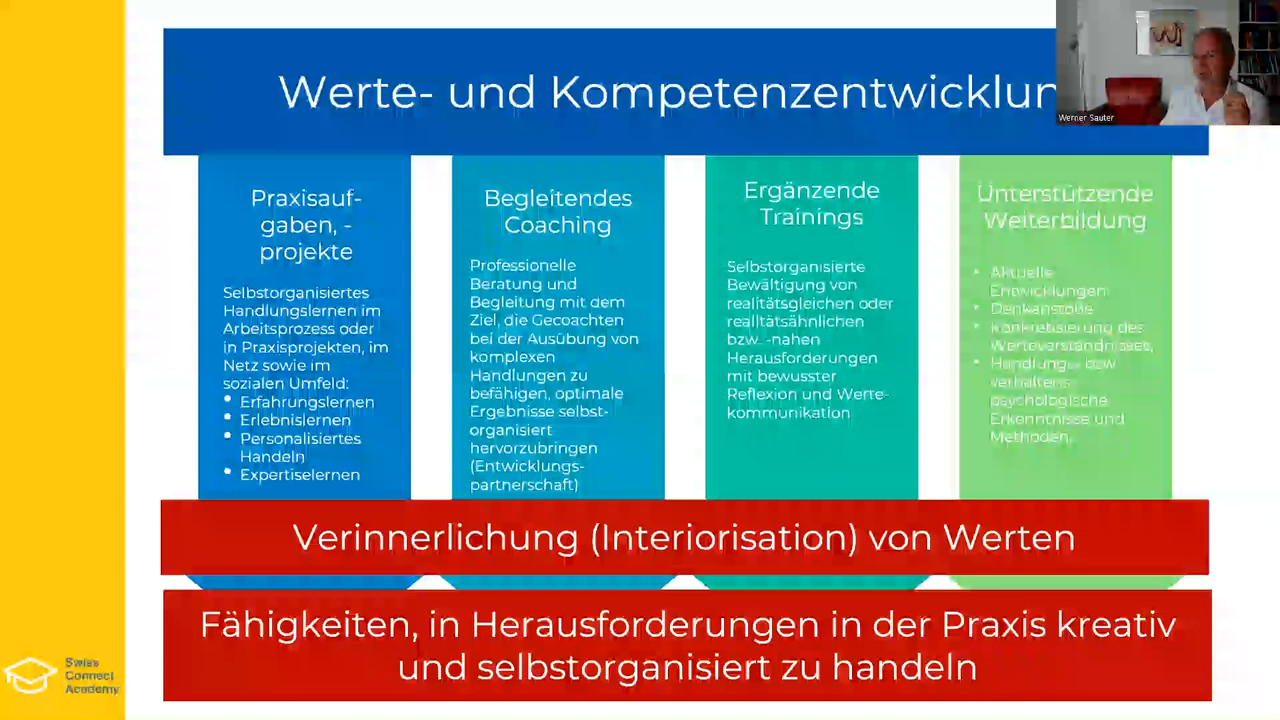 Werte- und Kompetenzentwicklun
Werner Sauter
Praxisauf-
gaben, -
projekte
Selbstorganisiertes
Handlungslernen im
Arbeitsprozess oder
in Praxisprojekten, im
Netz sowie im
sozialen Umfeld:
• Erfahrungslernen
• Erlebnislernen
• Personalisiertes
Handeln
• Expertiselernen
Begleitendes
Coaching
Professionelle
Beratung und
Begleitung mit dem
Ziel, die Gecoachten
bei der Ausübung von
komplexen
Handlungen zu
befähigen, optimale
Ergebnisse selbst-
organisiert
hervorzubringen
(Entwicklungs-
partnerschaft)
Ergänzende
Trainings
Selbstorganisierte
Bewältigung von
realitätsgleichen oder
realitätsähnlichen
bzw. -nahen
Herausforderungen
mit bewusster
Reflexion und Werte-
kommunikation
Unterstützende
Weiterbildung
• Aktuelle
Entwicklungen
• Denkanstöße
• Konkretisierung des
Werteverständnisses,
• Handlungs- bzw.
verhaltens-
psychologische
Erkenntnisse und
Methoden.
Verinnerlichung (Interiorisation) von Werten
Fähigkeiten, in Herausforderungen in der Praxis kreativ
und selbstorganisiert zu handeln
Swiss
Connect
Academy